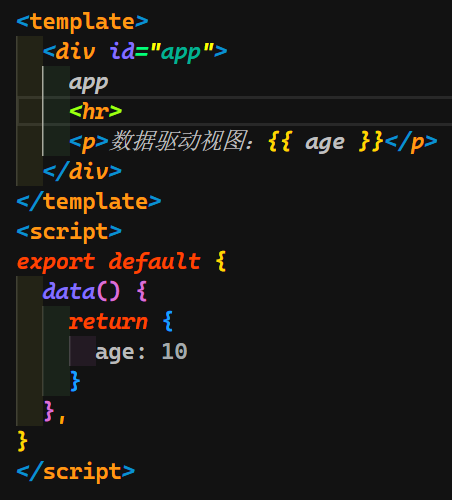 <template>
<div id="app">
app
<hr>
<p>数据驱动视图：{{ age }}</p>
</div>
</template>
<script>
export default {
data() {
return {
age: 10
}
},
}
</script>